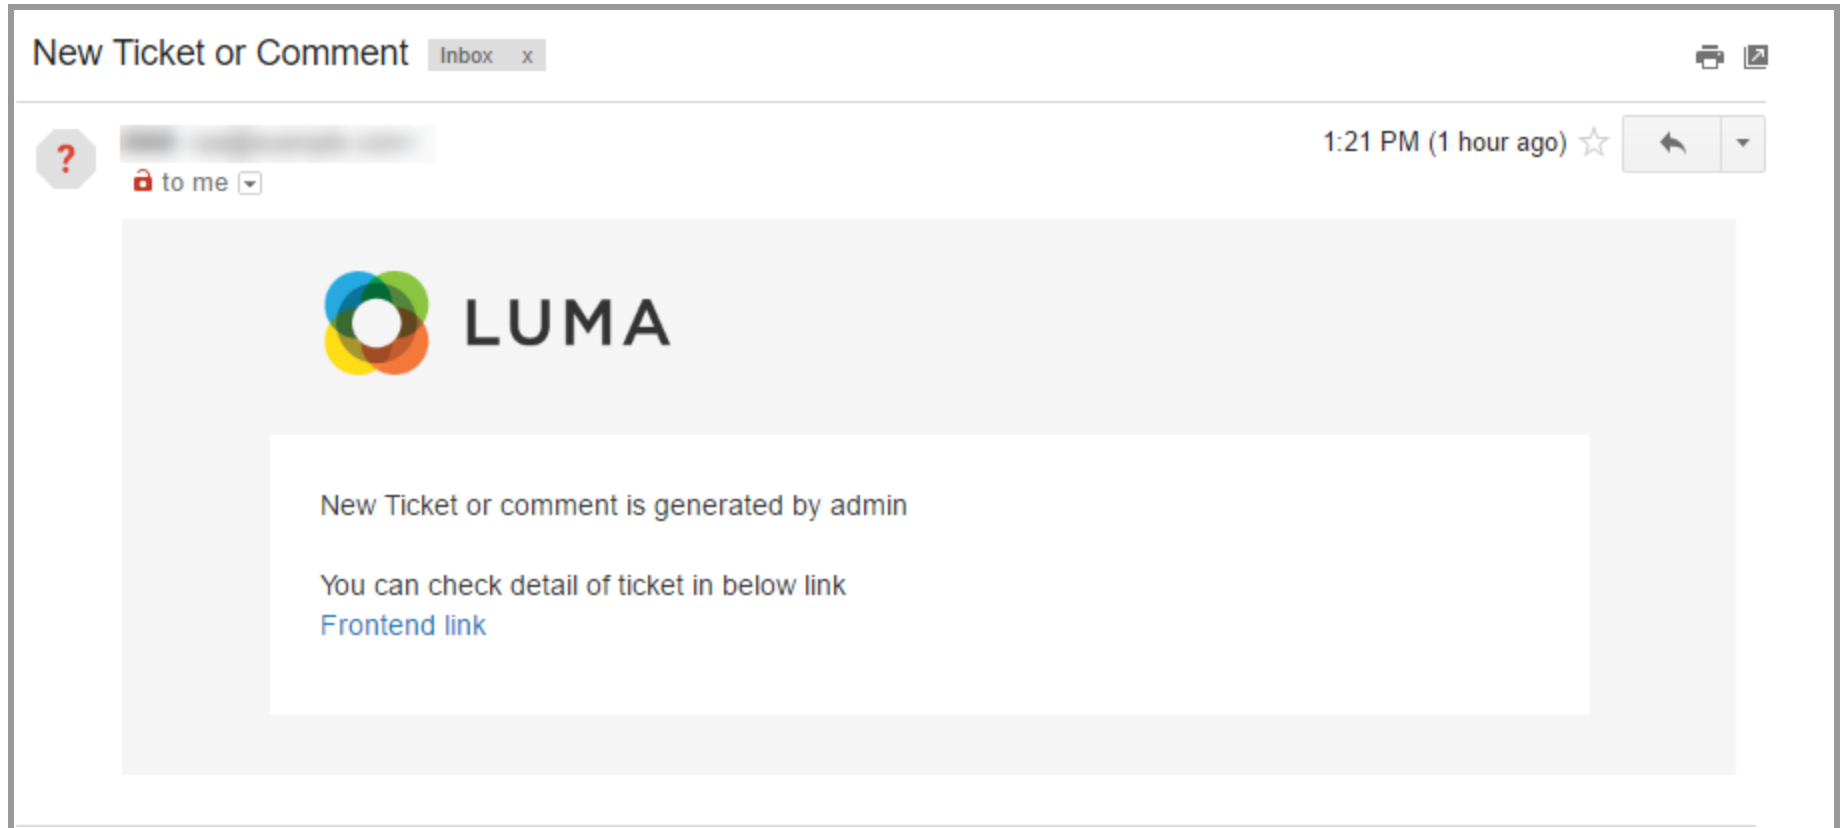 New Ticket or Comment Inbox x
1:21 PM (1 hour ago)
to me
LUMA
New Ticket or comment is generated by admin
You can check detail of ticket in below link
Frontend link